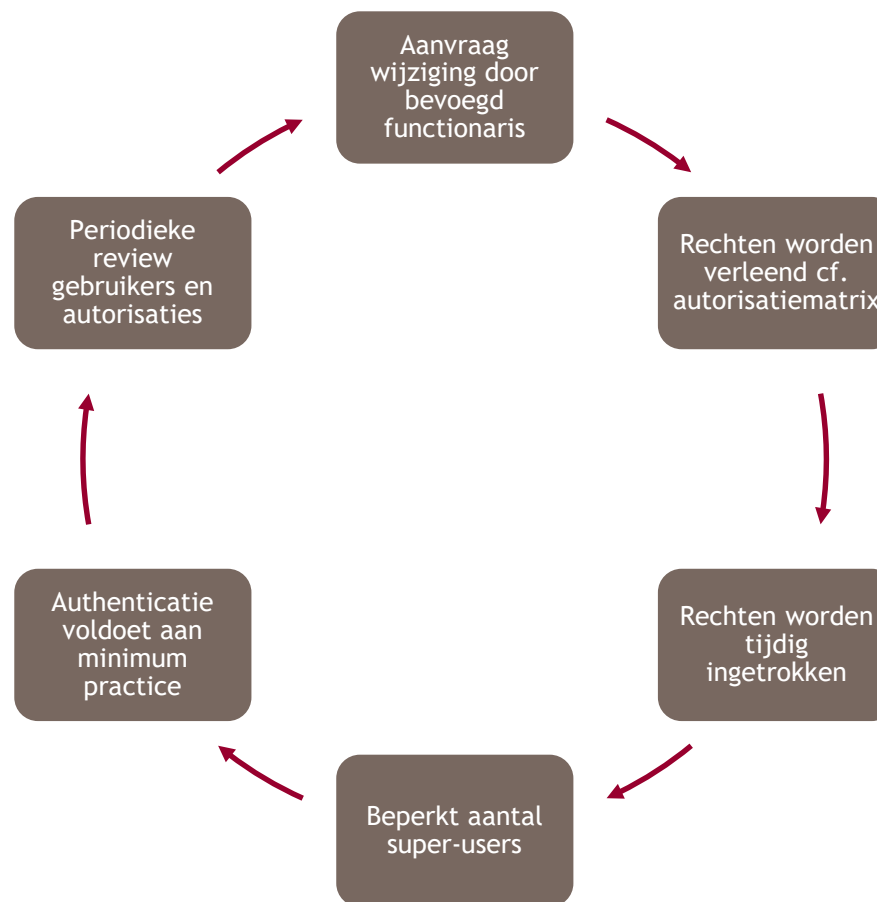 Aanvraag
wijziging door
bevoegd
functionaris
Rechten worden
verleend cf.
autorisatiematrix
Rechten worden
tijdig
ingetrokken
Beperkt aantal
super-users
Authenticatie
voldoet aan
minimum
practice
Periodieke
review
gebruikers en
autorisaties